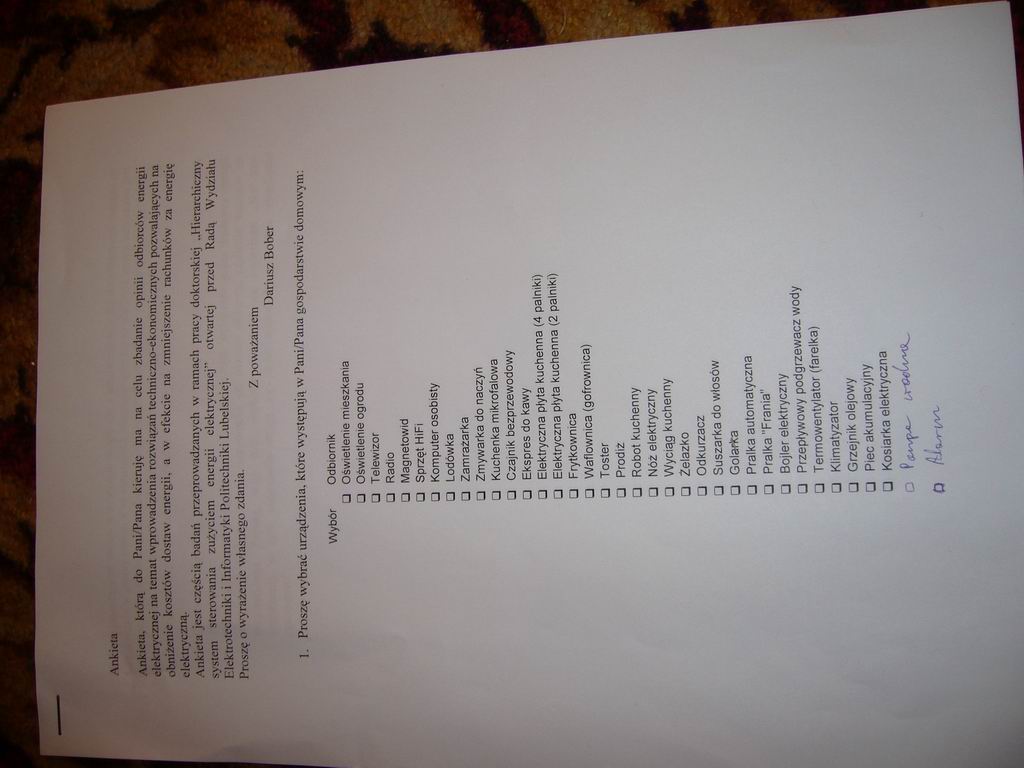 Ankieta
Ankieta, którą do Pani/Pana kieruję ma na celu zbadanie opinii odbiorców energii
elektrycznej na temat wprowadzenia rozwiązań techniczno-ekonomicznych pozwalających na
obniżenie kosztów dostaw energii, a w efekcie na zmniejszenie rachunków za energię
elektryczną.
Ankieta jest częścią badań przeprowadzanych w ramach pracy doktorskiej „Hierarchiczny
system sterowania zużyciem energii elektrycznej” otwartej przed Radą Wydziału
Elektrotechniki i Informatyki Politechniki Lubelskiej.
Proszę o wyrażenie własnego zdania.
Z poważaniem
Dariusz Bober
1. Proszę wybrać urządzenia, które występują w Pani/Pana gospodarstwie domowym:
Wybór Odbiornik
Oświetlenie mieszkania
Oświetlenie ogrodu
Telewizor
Radio
Magnetowid
Sprzęt HiFi
Komputer osobisty
Lodówka
Zamrażarka
Zmywarka do naczyń
Kuchenka mikrofalowa
Czajnik bezprzewodowy
Ekspres do kawy
Elektryczna płyta kuchenna (4 palniki)
Elektryczna płyta kuchenna (2 palniki)
Frytkownica
Waflownica (gofrownica)
Toster
Prodiż
Robot kuchenny
Nóż elektryczny
Wyciąg kuchenny
Żelazko
Odkurzacz
Suszarka do włosów
Golarka
Pralka automatyczna
Pralka "Frania"
Bojler elektryczny
Przepływowy podgrzewacz wody
Termowentylator (farelka)
Klimatyzator
Grzejnik olejowy
Piec akumulacyjny
Kosiarka elektryczna
Pompa wodna
Alarm